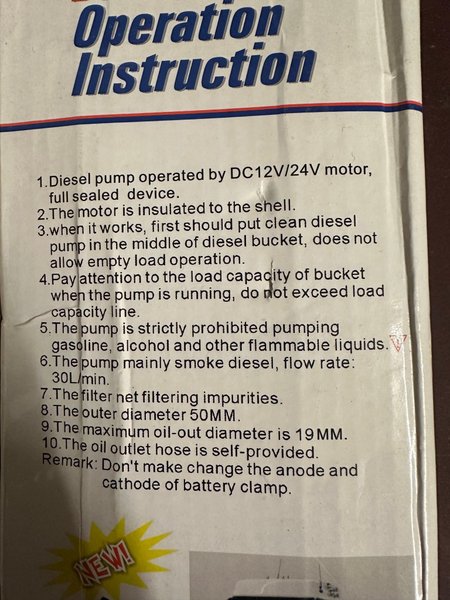 Operation
Instruction
1.Diesel pump operated by DC12V/24V motor,
full sealed device.
2.The motor is insulated to the shell.
3.when it works, first should put clean diesel
pump in the middle of diesel bucket, does not
allow empty load operation.
4.Pay attention to the load capacity of bucket
when the pump is running, do not exceed load
capacity line.
5.The pump is strictly prohibited pumping
gasoline, alcohol and other flammable liquids.
6.The pump mainly smoke diesel, flow rate:
30L/min.
7.The filter net filtering impurities.
8.The outer diameter 50MM.
9.The maximum oil-out diameter is 19MM.
10.The oil outlet hose is self-provided.
Remark: Don't make change the anode and
cathode of battery clamp.
NEW!